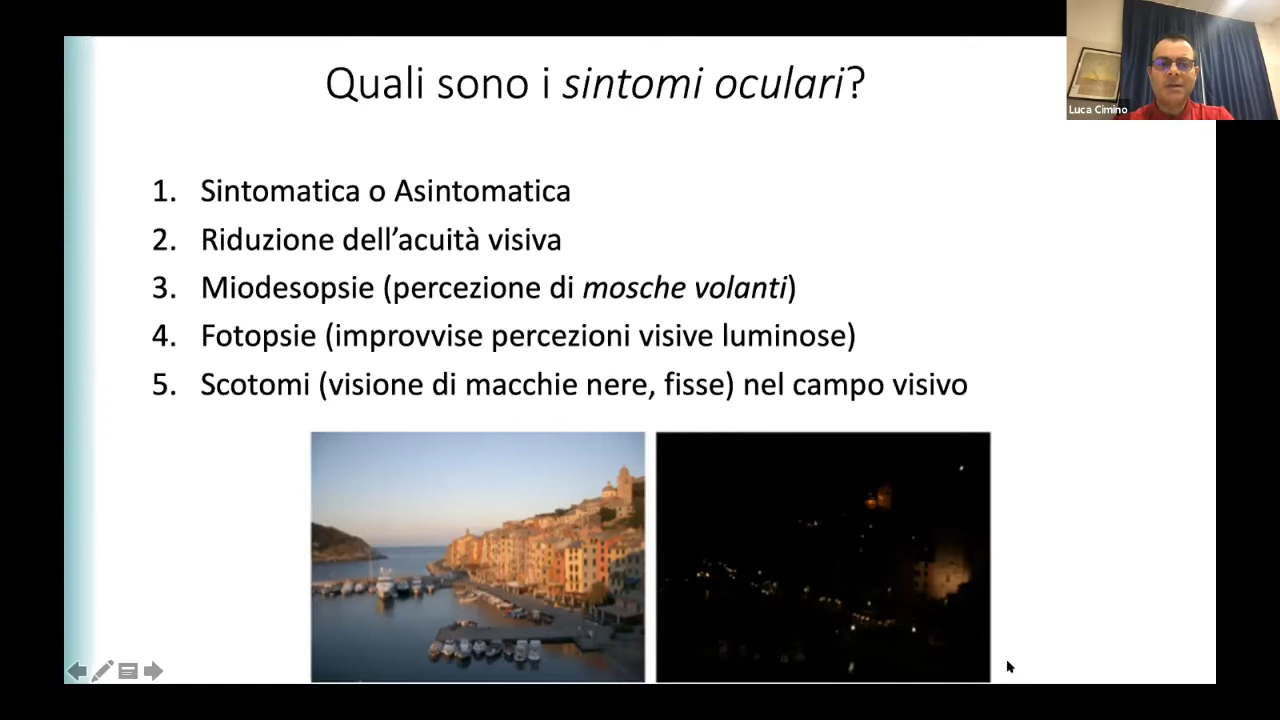 Quali sono i sintomi oculari?
Luca Cimino
1. Sintomatica o Asintomatica
2. Riduzione dell’acuità visiva
3. Miodesopsie (percezione di mosche volanti)
4. Fotopsie (improvvise percezioni visive luminose)
5. Scotomi (visione di macchie nere, fisse) nel campo visivo